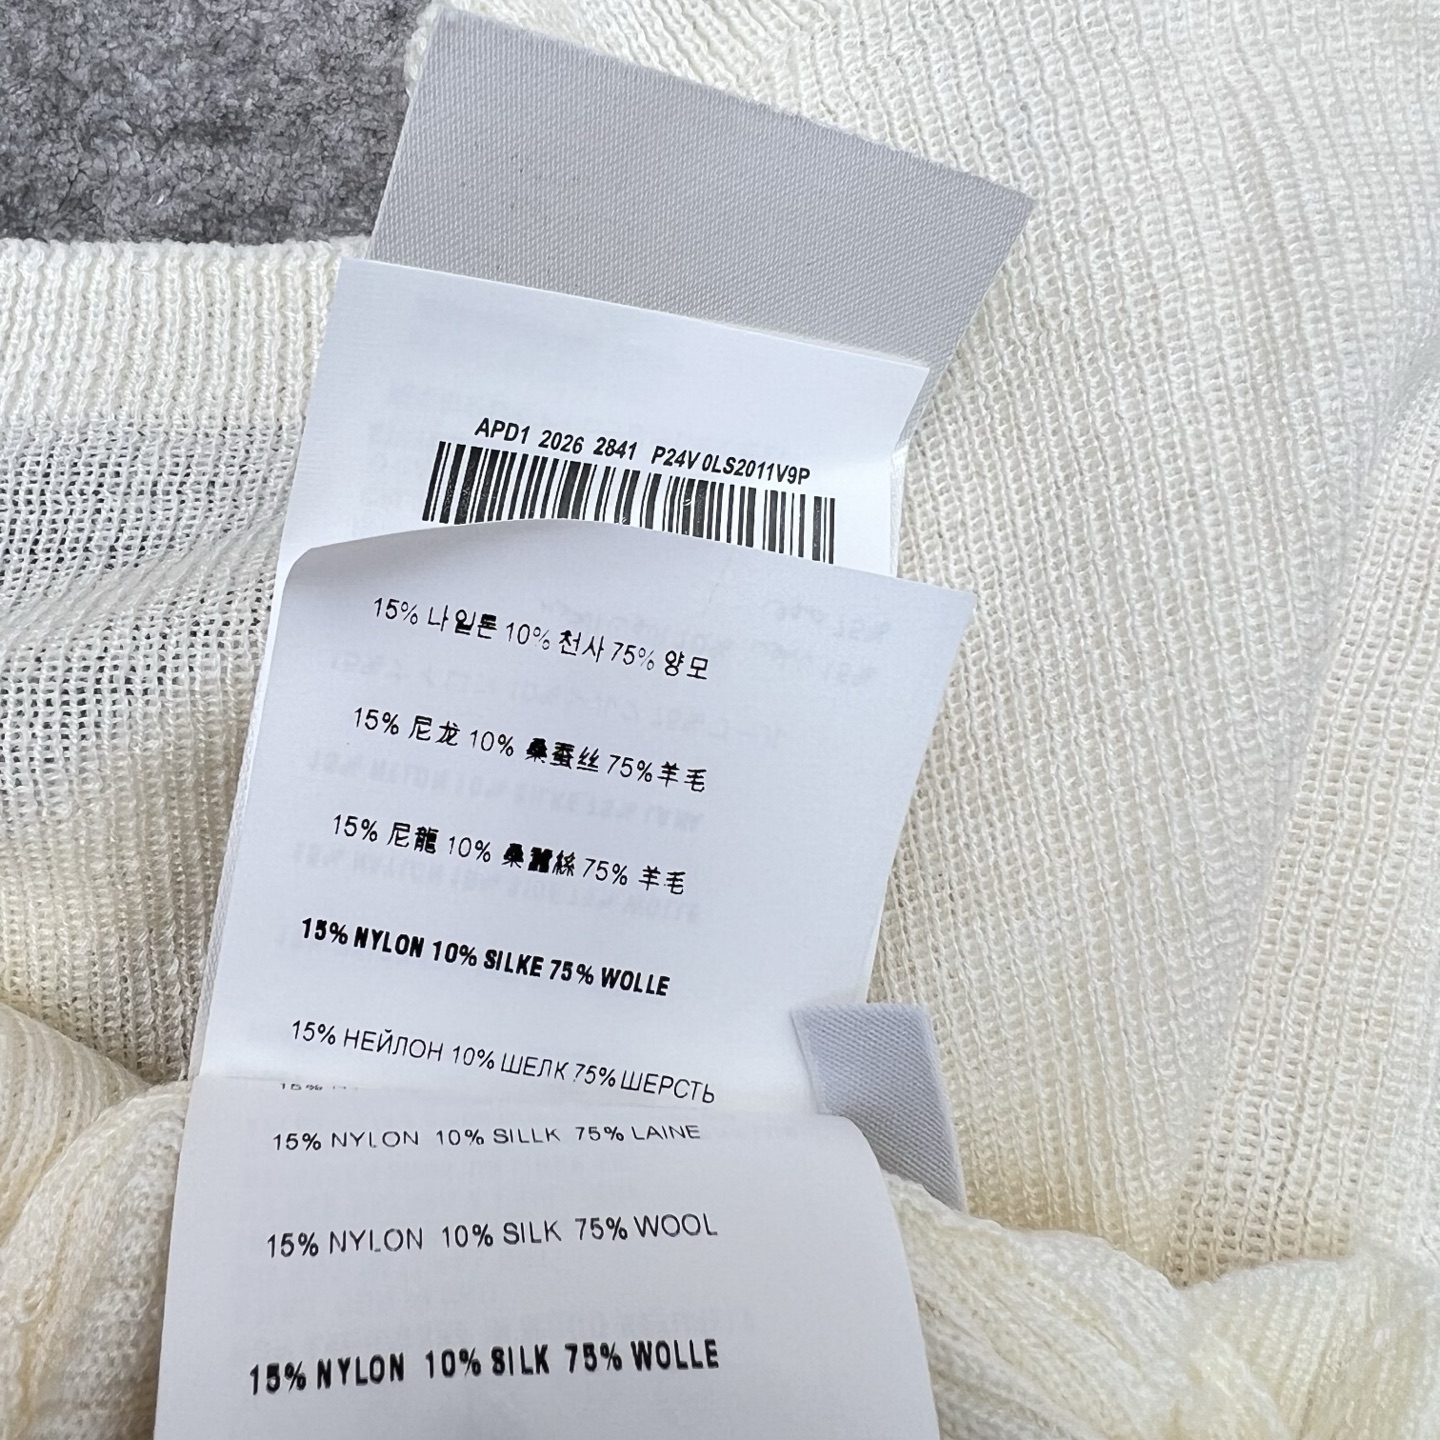 APD1 2026 2841 P24V0LS2011V9P
15% 나일론 10% 천사 75% 양모
15% 尼龙 10% 桑蚕丝 75% 羊毛
15% 尼龍 10% 桑蠶絲 75% 羊毛
15% NYLON 10% SILKE 75% WOLLE
15% НЕЙЛОН 10% ШЕЛК 75% ШЕРСТЬ
15% NYLON 10% SILLK 75% LAINE
15% NYLON 10% SILK 75% WOOL
15% NYLON 10% SILK 75% WOLLE